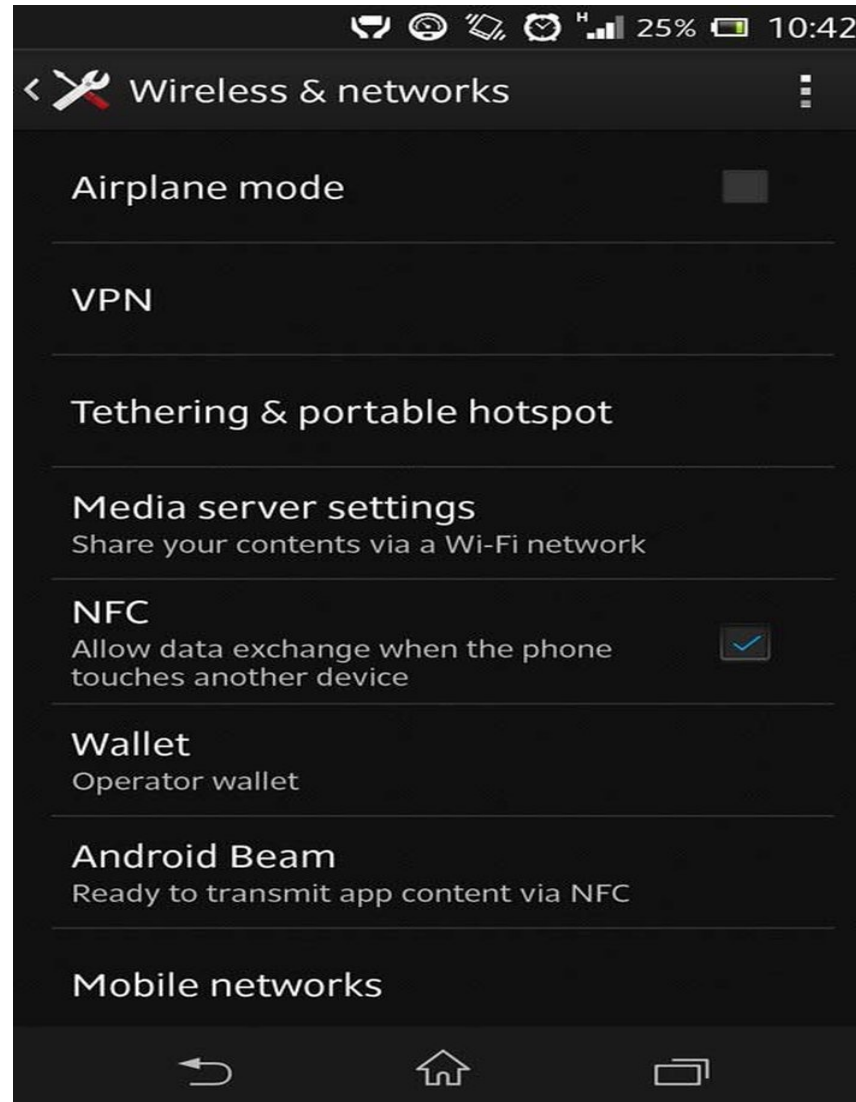 H 25% 10:42
Wireless & networks
Airplane mode
VPN
Tethering & portable hotspot
Media server settings
Share your contents via a Wi-Fi network
NFC
Allow data exchange when the phone
touches another device
Wallet
Operator wallet
Android Beam
Ready to transmit app content via NFC
Mobile networks